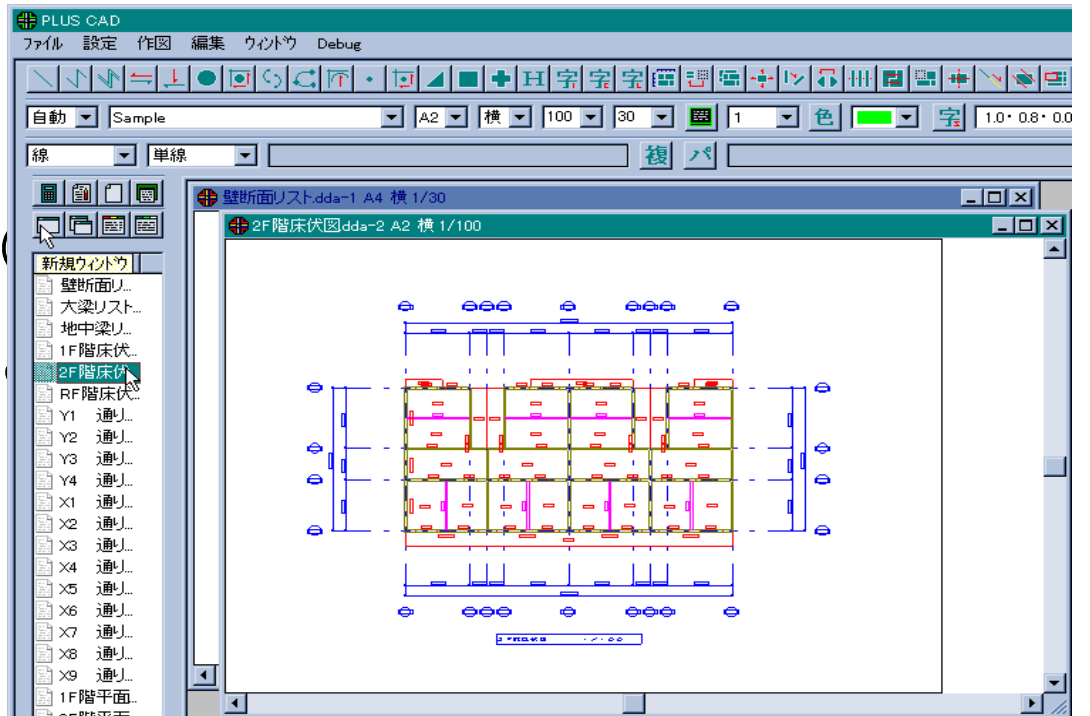 PLUS CAD
ファイル 設定 作図 編集 ウィンドウ Debug
字 字 字
自動 Sample A2 横 100 30 1 色 字 1.0・0.8・0.0
線 単線 複 パ
壁断面リスト.dda-1 A4 横 1/30
2F階床伏図dda-2 A2 横 1/100
新規ウィンドウ
壁断面リ...
大梁リスト...
地中梁リ...
1F階床伏...
2F階床伏
RF階床伏...
Y1 通り...
Y2 通り...
Y3 通り...
Y4 通り...
X1 通り...
X2 通り...
X3 通り...
X4 通り...
X5 通り...
X6 通り...
X7 通り...
X8 通り...
X9 通り...
1F階平面...